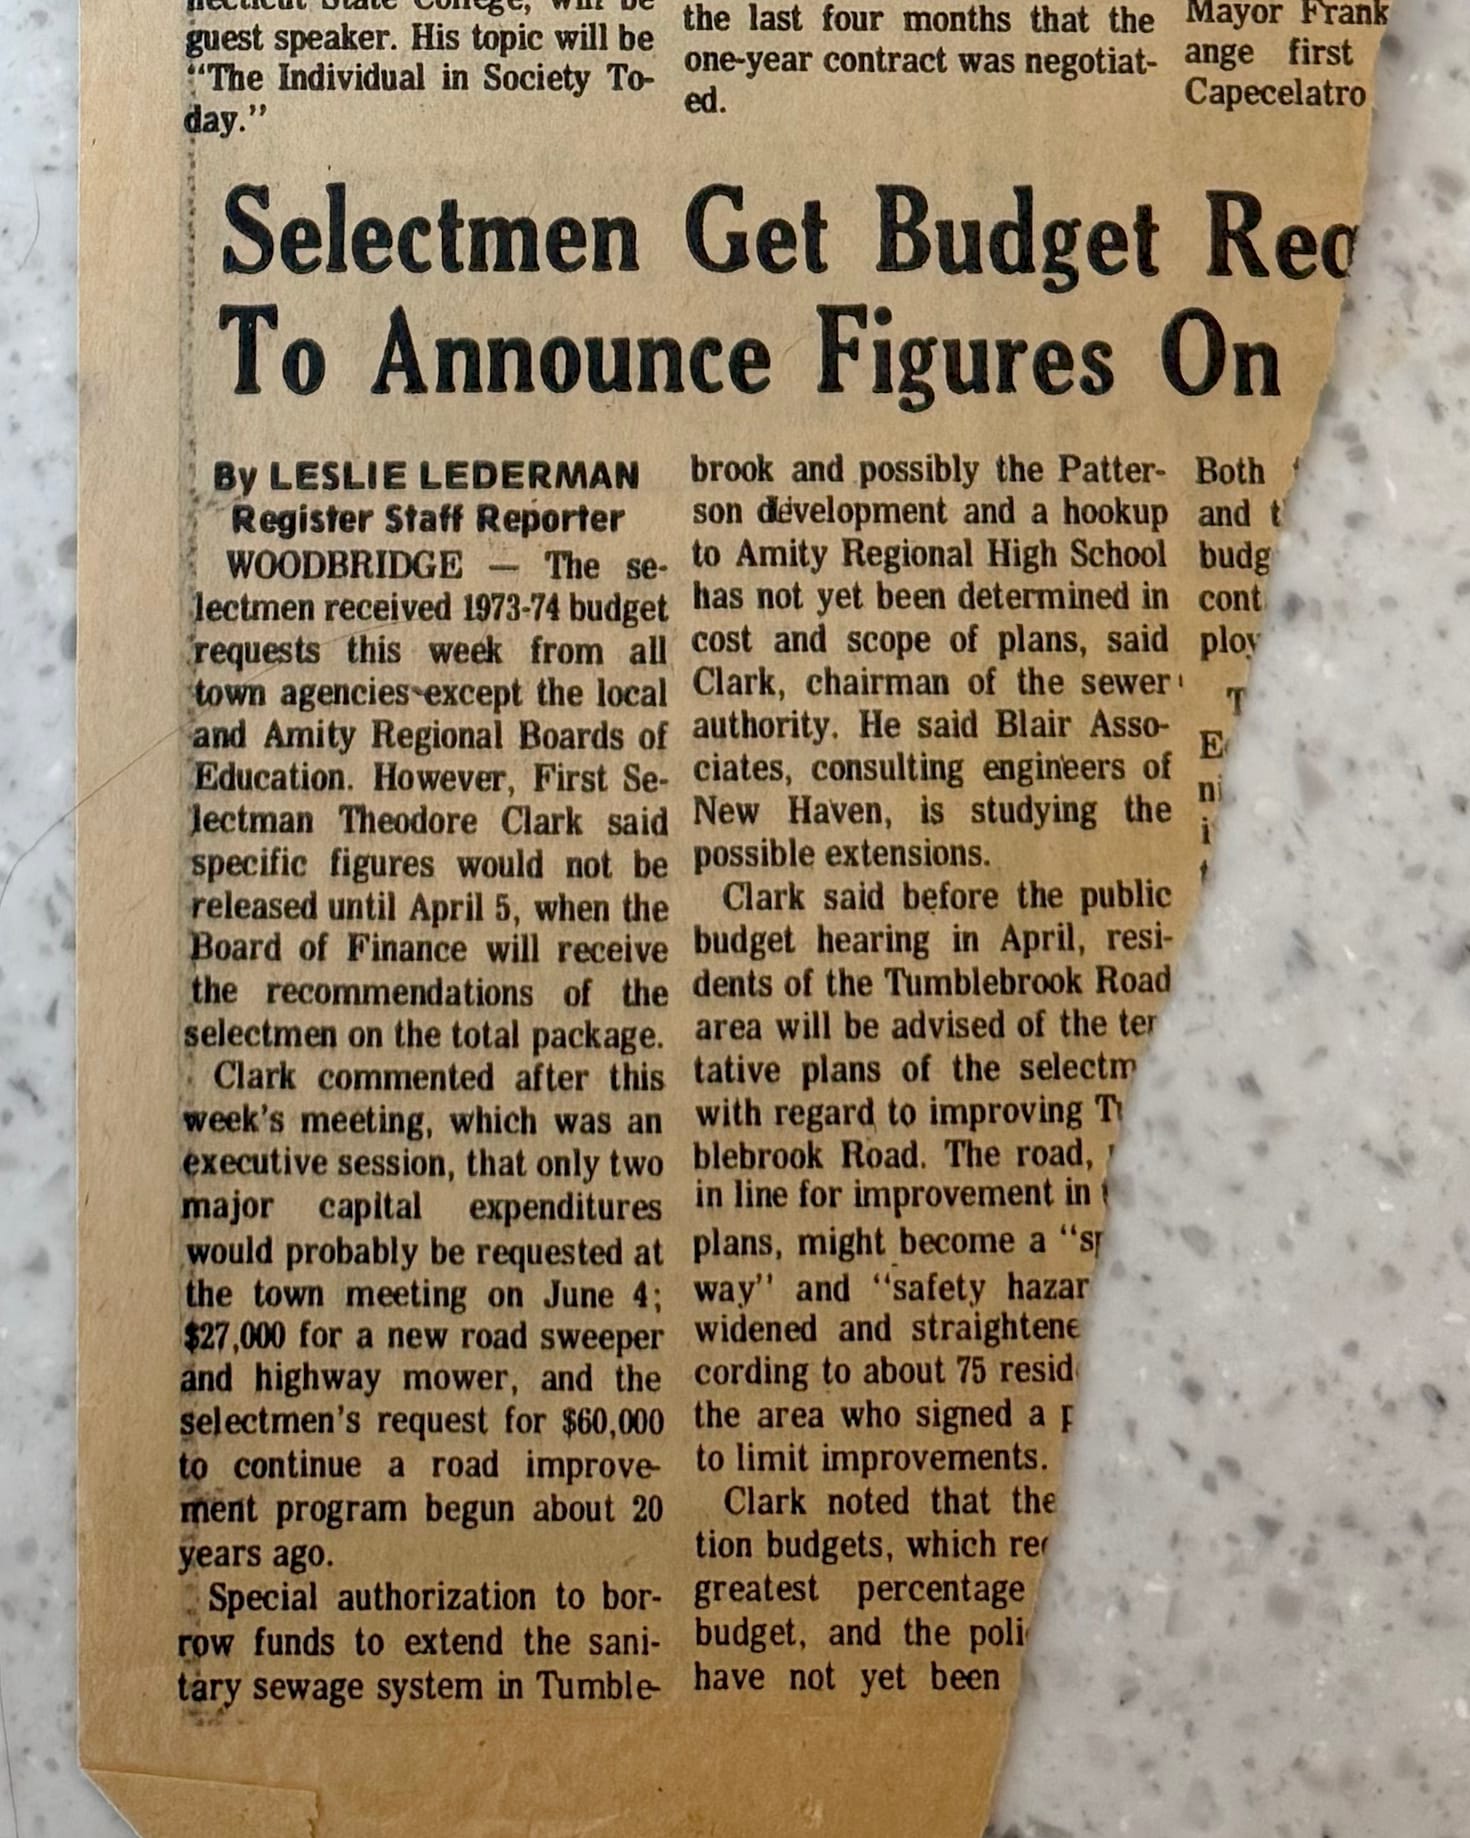 guest speaker. His topic will be
"The Individual in Society To-
day."
the last four months that the
one-year contract was negotiat-
ed.
Mayor Frank
ange first
Capecelatro
Selectmen Get Budget
To Announce Figures On
By LESLIE LEDERMAN
Register Staff Reporter
WOODBRIDGE — The se-
lectmen received 1973-74 budget
requests this week from all
town agencies except the local
and Amity Regional Boards of
Education. However, First Se-
lectman Theodore Clark said
specific figures would not be
released until April 5, when the
Board of Finance will receive
the recommendations of the
selectmen on the total package.
Clark commented after this
week's meeting, which was an
executive session, that only two
major capital expenditures
would probably be requested at
the town meeting on June 4;
$27,000 for a new road sweeper
and highway mower, and the
selectmen's request for $60,000
to continue a road improve-
ment program begun about 20
years ago.
Special authorization to bor-
row funds to extend the sani-
tary sewage system in Tumble-
brook and possibly the Patter-
son development and a hookup
to Amity Regional High School
has not yet been determined in
cost and scope of plans, said
Clark, chairman of the sewer
authority. He said Blair Asso-
ciates, consulting engineers of
New Haven, is studying the
possible extensions.
Clark said before the public
budget hearing in April, resi-
dents of the Tumblebrook Road
area will be advised of the
tative plans of the selectm
with regard to improving
blebrook Road. The road,
in line for improvement in
plans, might become a
way" and "safety hazar
widened and straightene
cording to about 75 resid
the area who signed a
to limit improvements.
Clark noted that the
tion budgets, which
greatest percentage
budget, and the poli
have not yet been
Both
and
budg
cont
ploy